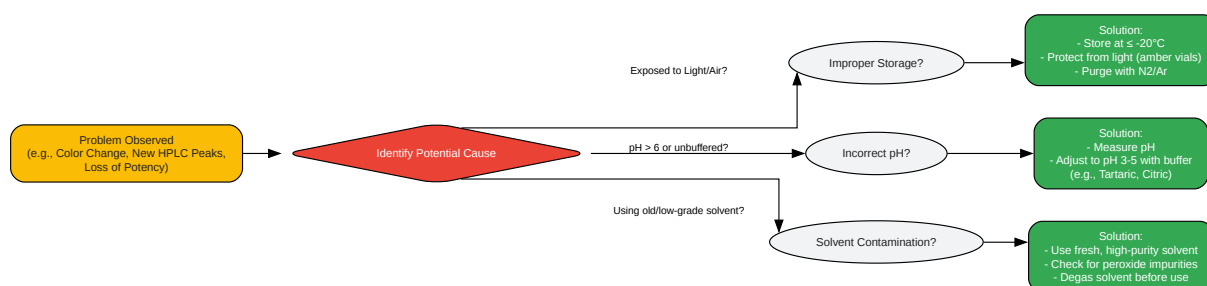 Problem Observed
(e.g., Color Change, New HPLC Peaks,
Loss of Potency)
Identify Potential Cause
Exposed to Light/Air?
Improper Storage?
Solution:
- Store at ≤ -20°C
- Protect from light (amber vials)
- Purge with N2/Ar
pH > 6 or unbuffered?
Incorrect pH?
Solution:
- Measure pH
- Adjust to pH 3-5 with buffer
(e.g., Tartaric, Citric)
Using old/low-grade solvent?
Solvent Contamination?
Solution:
- Use fresh, high-purity solvent
- Check for peroxide impurities
- Degas solvent before use